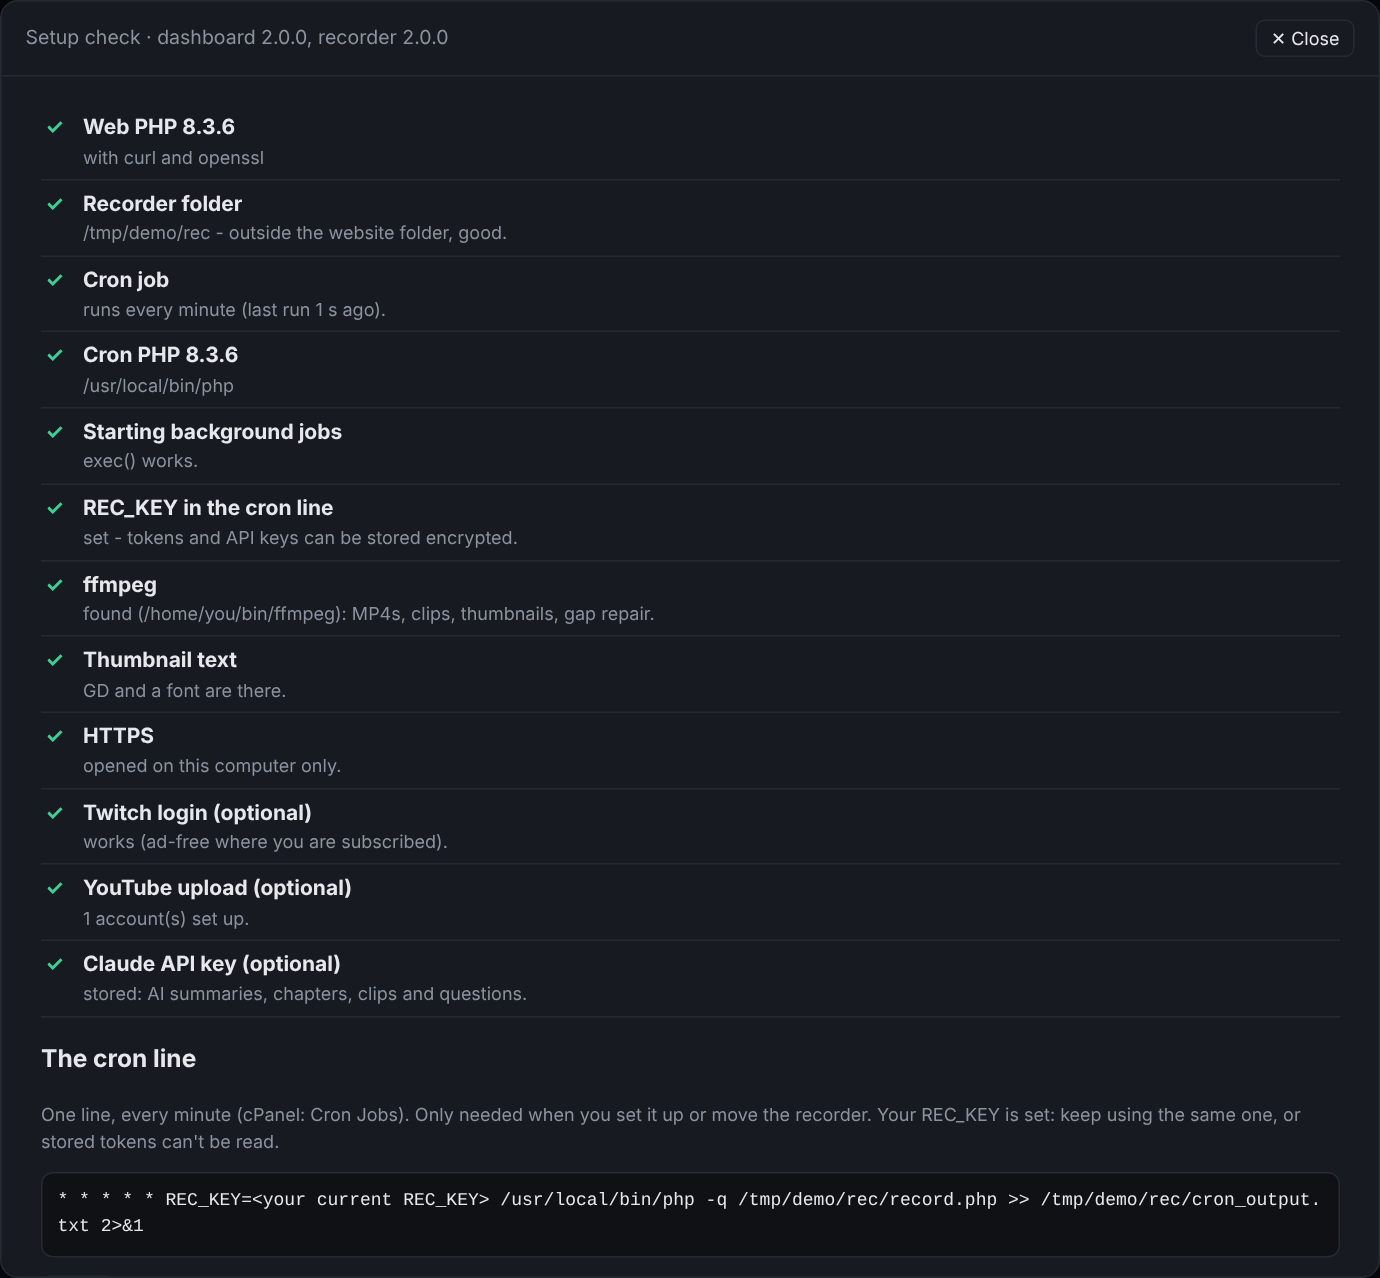 Setup check · dashboard 2.0.0, recorder 2.0.0
✕ Close
Web PHP 8.3.6
with curl and openssl
Recorder folder
/tmp/demo/rec - outside the website folder, good.
Cron job
runs every minute (last run 1 s ago).
Cron PHP 8.3.6
/usr/local/bin/php
Starting background jobs
exec() works.
REC_KEY in the cron line
set - tokens and API keys can be stored encrypted.
ffmpeg
found (/home/you/bin/ffmpeg): MP4s, clips, thumbnails, gap repair.
Thumbnail text
GD and a font are there.
HTTPS
opened on this computer only.
Twitch login (optional)
works (ad-free where you are subscribed).
YouTube upload (optional)
1 account(s) set up.
Claude API key (optional)
stored: AI summaries, chapters, clips and questions.
The cron line
One line, every minute (cPanel: Cron Jobs). Only needed when you set it up or move the recorder. Your REC_KEY is set: keep using the same one, or
stored tokens can't be read.
* * * * * REC_KEY=<your current REC_KEY> /usr/local/bin/php -q /tmp/demo/rec/record.php >> /tmp/demo/rec/cron_output.
txt 2>&1